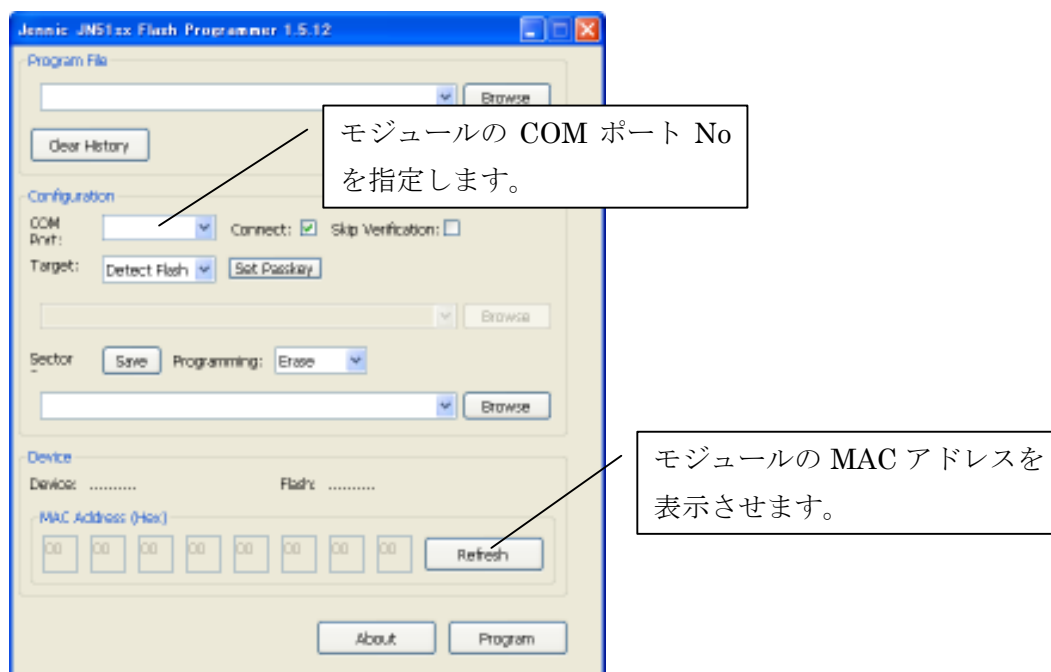 Jennic JN51xx Flash Programmer 1.5.12
Program File
Browse
モジュールの COM ポート No
を指定します。
Clear History
Configuration
COM Port:
Connect: Skip Verification:
Target: Detect Flash Set Passkey
Browse
Sector Save Programming: Erase
Browse
モジュールの MAC アドレスを
表示させます。
Device
Device: .......... Flash: ..........
MAC Address (Hex)
00 00 00 00 00 00 00 00 Refresh
About Program